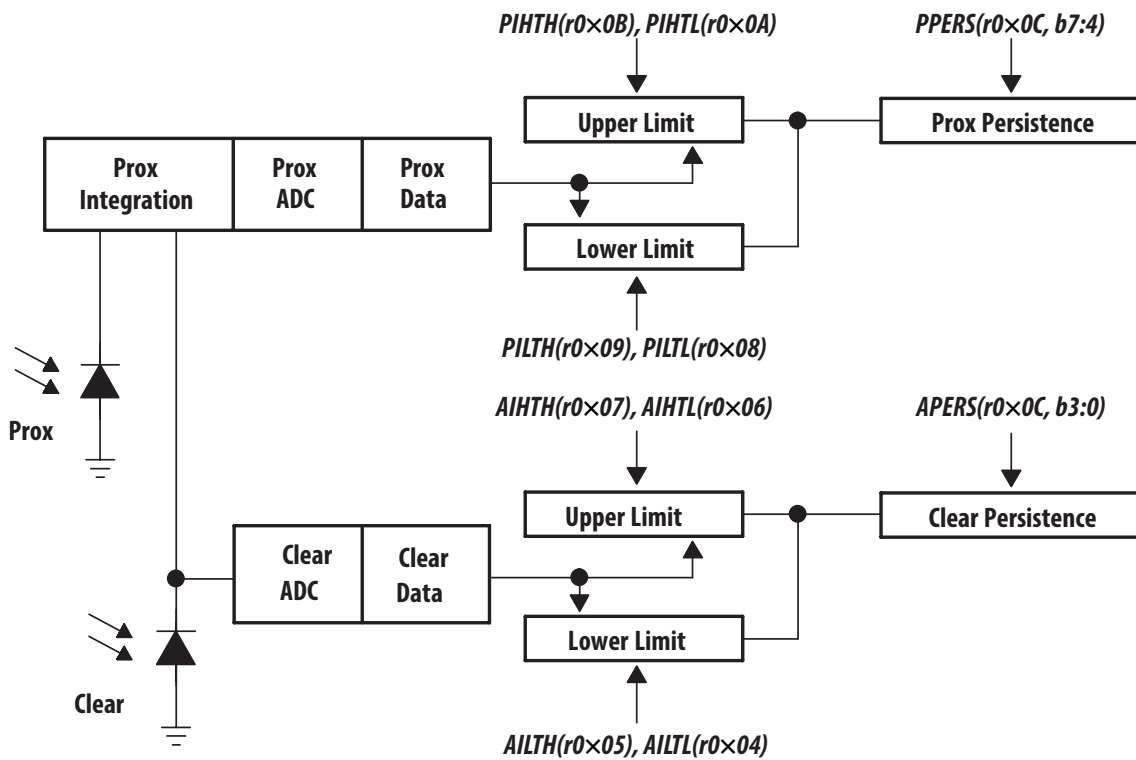 PIHTH(r0×0B), PIHTL(r0×0A)
PPERS(r0×0C, b7:4)
Upper Limit
Prox Persistence
Prox
Integration
Prox
ADC
Prox
Data
Lower Limit
PILTH(r0×09), PILTL(r0×08)
Prox
AIHTH(r0×07), AIHTL(r0×06)
APERS(r0×0C, b3:0)
Upper Limit
Clear Persistence
Clear
ADC
Clear
Data
Lower Limit
Clear
AILTH(r0×05), AILTL(r0×04)